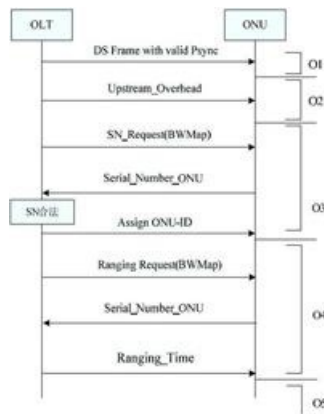 OLT
ONU
DS Frame with valid Psync
O1
Upstream_Overhead
O2
SN_Request(BWMap)
Serial_Number_ONU
SN合法
O3
Assign ONU-ID
Ranging Request(BWMap)
Serial_Number_ONU
O4
Ranging_Time
O5